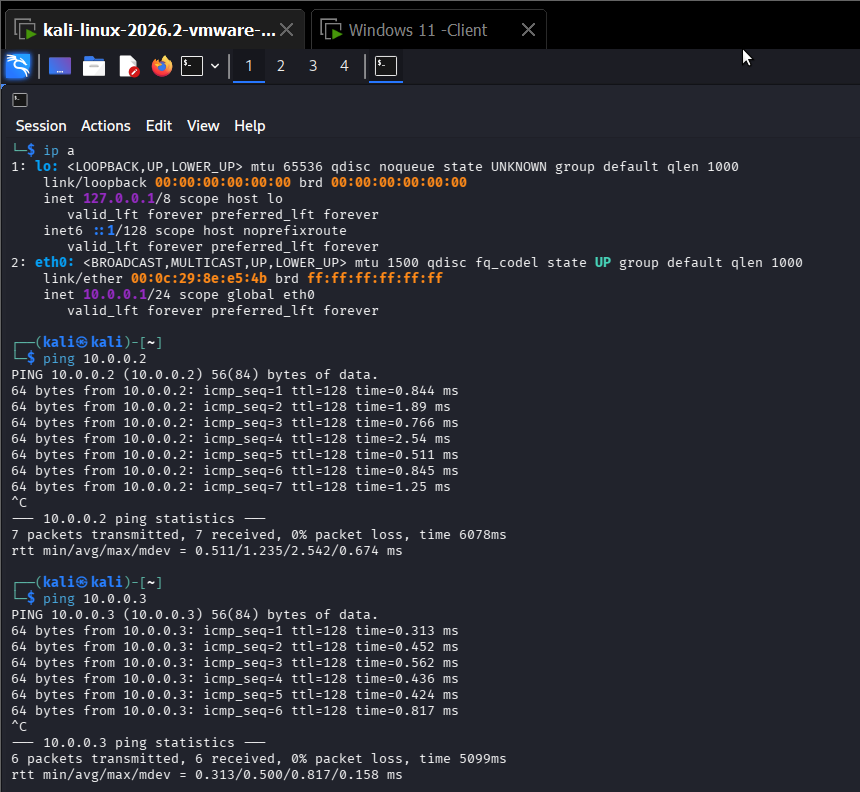 kali-linux-2026.2-vmware-...
Windows 11 -Client
1 2 3 4
Session Actions Edit View Help
└─$ ip a
1: lo: <LOOPBACK,UP,LOWER_UP> mtu 65536 qdisc noqueue state UNKNOWN group default qlen 1000
    link/loopback 00:00:00:00:00:00 brd 00:00:00:00:00:00
    inet 127.0.0.1/8 scope host lo
       valid_lft forever preferred_lft forever
    inet6 ::1/128 scope host noprefixroute
       valid_lft forever preferred_lft forever
2: eth0: <BROADCAST,MULTICAST,UP,LOWER_UP> mtu 1500 qdisc fq_codel state UP group default qlen 1000
    link/ether 00:0c:29:8e:e5:4b brd ff:ff:ff:ff:ff:ff
    inet 10.0.0.1/24 scope global eth0
       valid_lft forever preferred_lft forever
┌──(kali㉿kali)-[~]
└─$ ping 10.0.0.2
PING 10.0.0.2 (10.0.0.2) 56(84) bytes of data.
64 bytes from 10.0.0.2: icmp_seq=1 ttl=128 time=0.844 ms
64 bytes from 10.0.0.2: icmp_seq=2 ttl=128 time=1.89 ms
64 bytes from 10.0.0.2: icmp_seq=3 ttl=128 time=0.766 ms
64 bytes from 10.0.0.2: icmp_seq=4 ttl=128 time=2.54 ms
64 bytes from 10.0.0.2: icmp_seq=5 ttl=128 time=0.511 ms
64 bytes from 10.0.0.2: icmp_seq=6 ttl=128 time=0.845 ms
64 bytes from 10.0.0.2: icmp_seq=7 ttl=128 time=1.25 ms
^C
--- 10.0.0.2 ping statistics ---
7 packets transmitted, 7 received, 0% packet loss, time 6078ms
rtt min/avg/max/mdev = 0.511/1.235/2.542/0.674 ms
┌──(kali㉿kali)-[~]
└─$ ping 10.0.0.3
PING 10.0.0.3 (10.0.0.3) 56(84) bytes of data.
64 bytes from 10.0.0.3: icmp_seq=1 ttl=128 time=0.313 ms
64 bytes from 10.0.0.3: icmp_seq=2 ttl=128 time=0.452 ms
64 bytes from 10.0.0.3: icmp_seq=3 ttl=128 time=0.562 ms
64 bytes from 10.0.0.3: icmp_seq=4 ttl=128 time=0.436 ms
64 bytes from 10.0.0.3: icmp_seq=5 ttl=128 time=0.424 ms
64 bytes from 10.0.0.3: icmp_seq=6 ttl=128 time=0.817 ms
^C
--- 10.0.0.3 ping statistics ---
6 packets transmitted, 6 received, 0% packet loss, time 5099ms
rtt min/avg/max/mdev = 0.313/0.500/0.817/0.158 ms